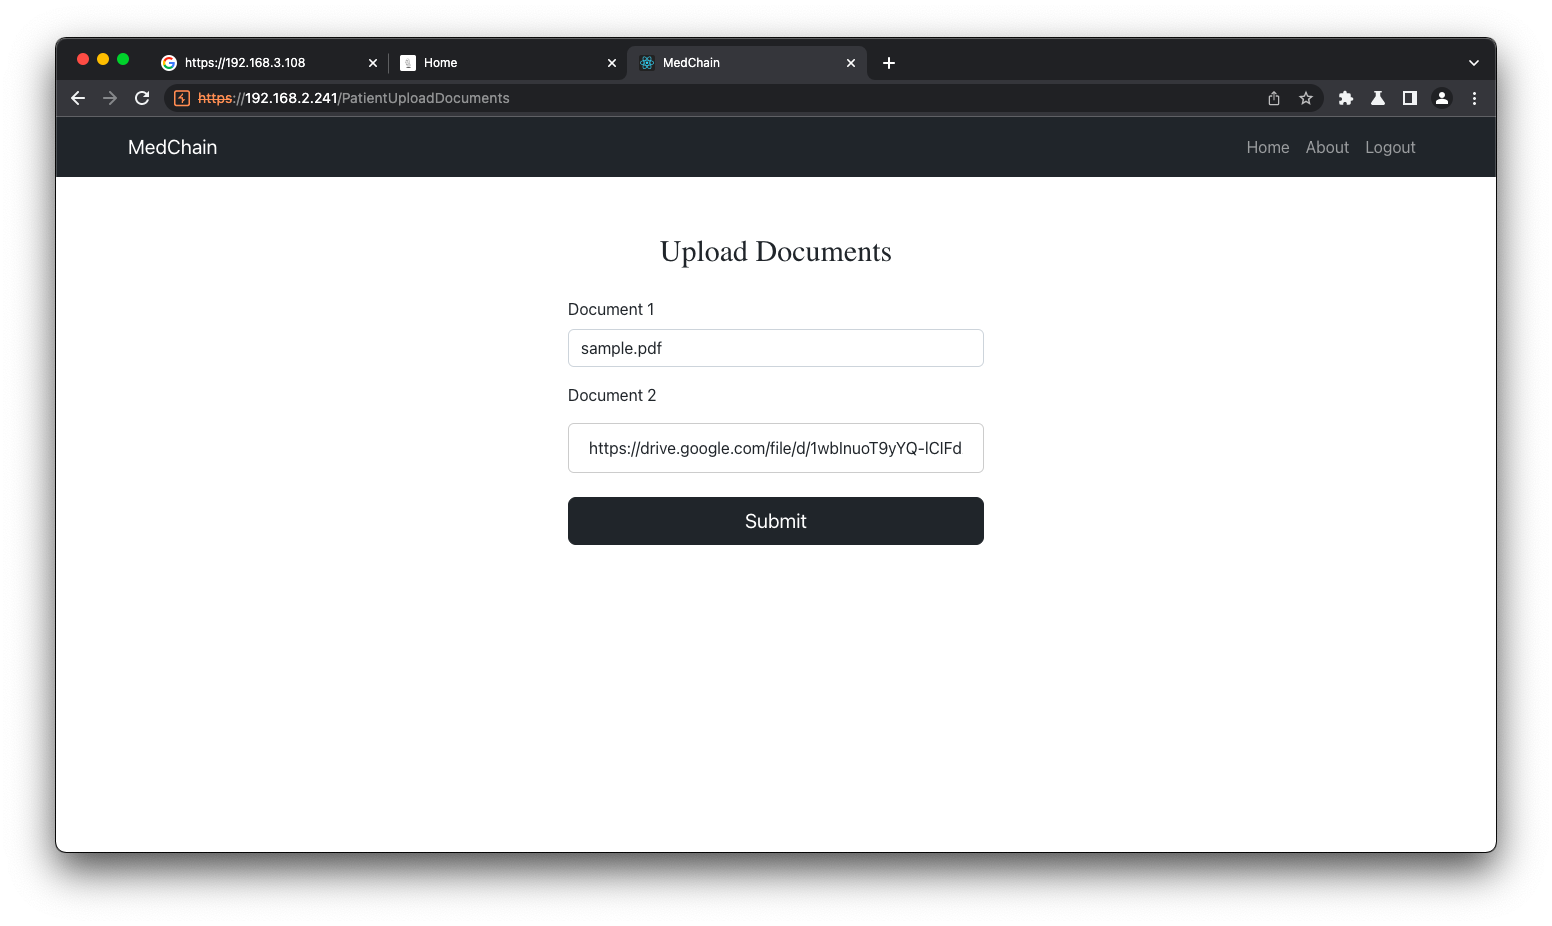 https://192.168.3.108
Home
MedChain
https://192.168.2.241/PatientUploadDocuments
MedChain
Home About Logout
Upload Documents
Document 1
sample.pdf
Document 2
https://drive.google.com/file/d/1wbInuoT9yYQ-lCIFd
Submit